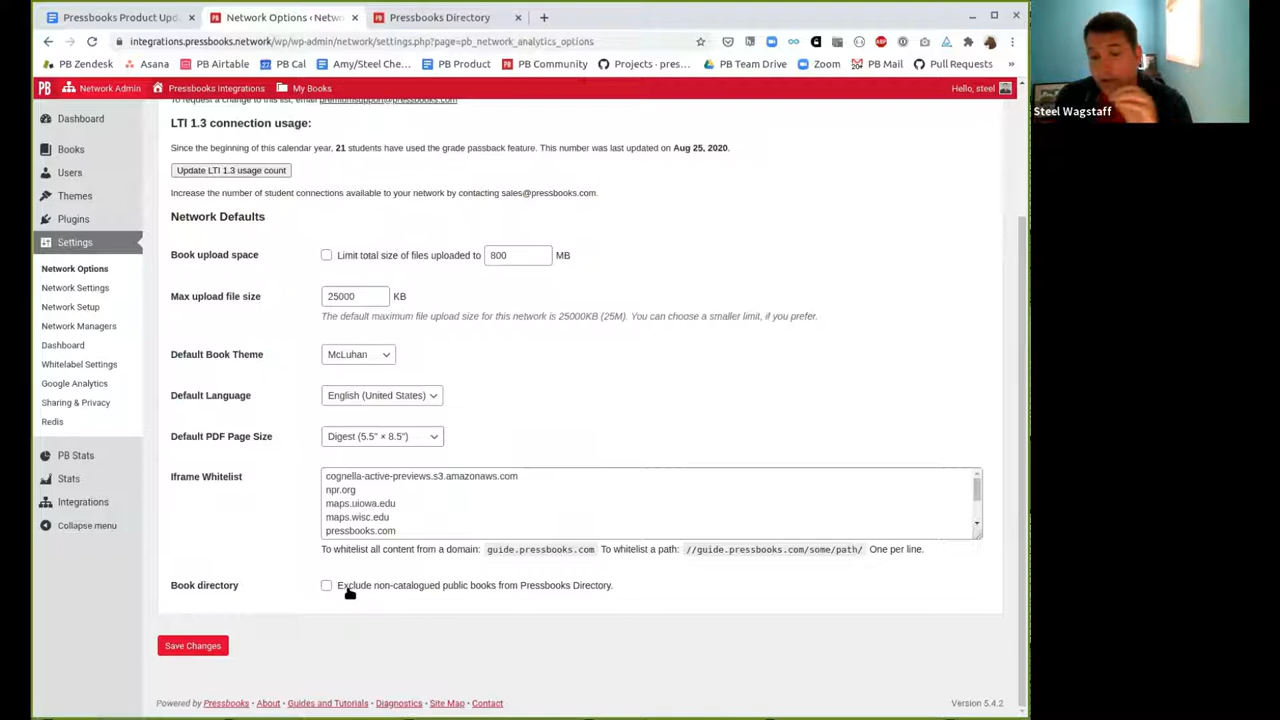 Pressbooks Product Upd
Network Options ‹ Netwo
Pressbooks Directory
integrations.pressbooks.network/wp/wp-admin/network/settings.php?page=pb_network_analytics_options
PB Zendesk
Asana
PB Airtable
PB Cal
Amy/Steel Che...
PB Product
PB Community
Projects · pres...
PB Team Drive
Zoom
PB Mail
Pull Requests
Network Admin
Pressbooks Integrations
My Books
Hello, steel
To request a change to this list, email premiumsupport@pressbooks.com
Dashboard
Books
Users
Themes
Plugins
Settings
Network Options
Network Settings
Network Setup
Network Managers
Dashboard
Whitelabel Settings
Google Analytics
Sharing & Privacy
Redis
PB Stats
Stats
Integrations
Collapse menu
LTI 1.3 connection usage:
Since the beginning of this calendar year, 21 students have used the grade passback feature. This number was last updated on Aug 25, 2020.
Update LTI 1.3 usage count
Increase the number of student connections available to your network by contacting sales@pressbooks.com.
Network Defaults
Book upload space
Limit total size of files uploaded to 800 MB
Max upload file size
25000 KB
The default maximum file upload size for this network is 25000KB (25M). You can choose a smaller limit, if you prefer.
Default Book Theme
McLuhan
Default Language
English (United States)
Default PDF Page Size
Digest (5.5" × 8.5")
Iframe Whitelist
cognella-active-previews.s3.amazonaws.com
npr.org
maps.uiowa.edu
maps.wisc.edu
pressbooks.com
To whitelist all content from a domain: guide.pressbooks.com To whitelist a path: //guide.pressbooks.com/some/path/ One per line.
Book directory
Exclude non-catalogued public books from Pressbooks Directory.
Save Changes
Powered by Pressbooks | About | Guides and Tutorials | Diagnostics | Site Map | Contact
Version 5.4.2
Steel Wagstaff